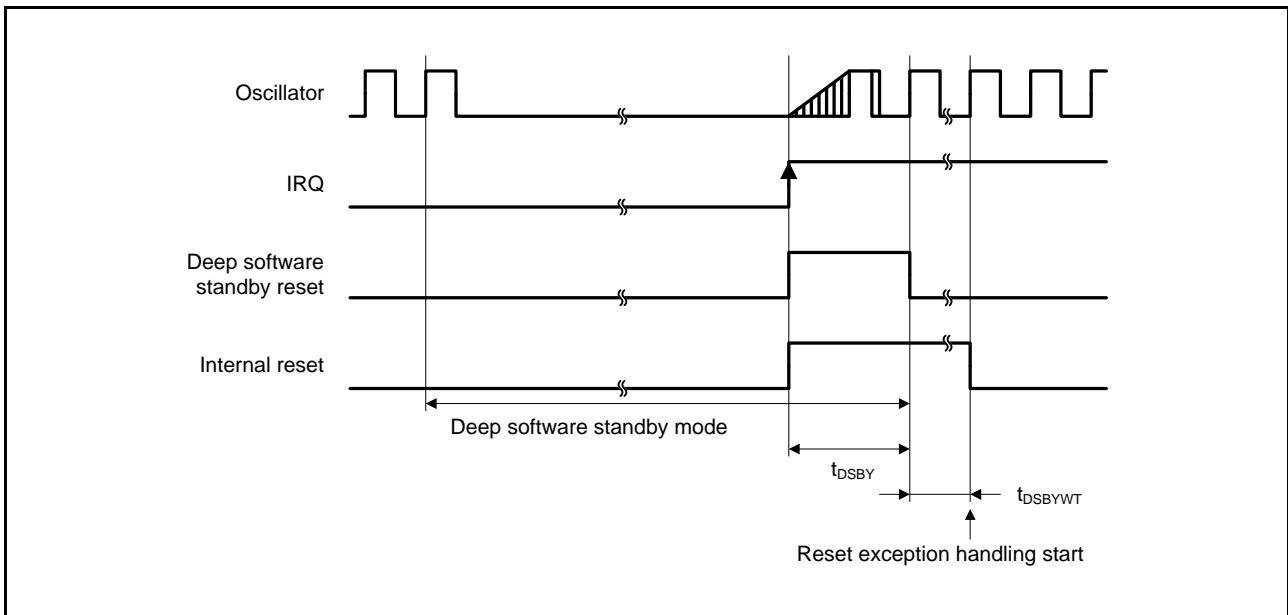 Oscillator
IRQ
Deep software
standby reset
Internal reset
Deep software standby mode
tDSBY
tDSBYWT
Reset exception handling start